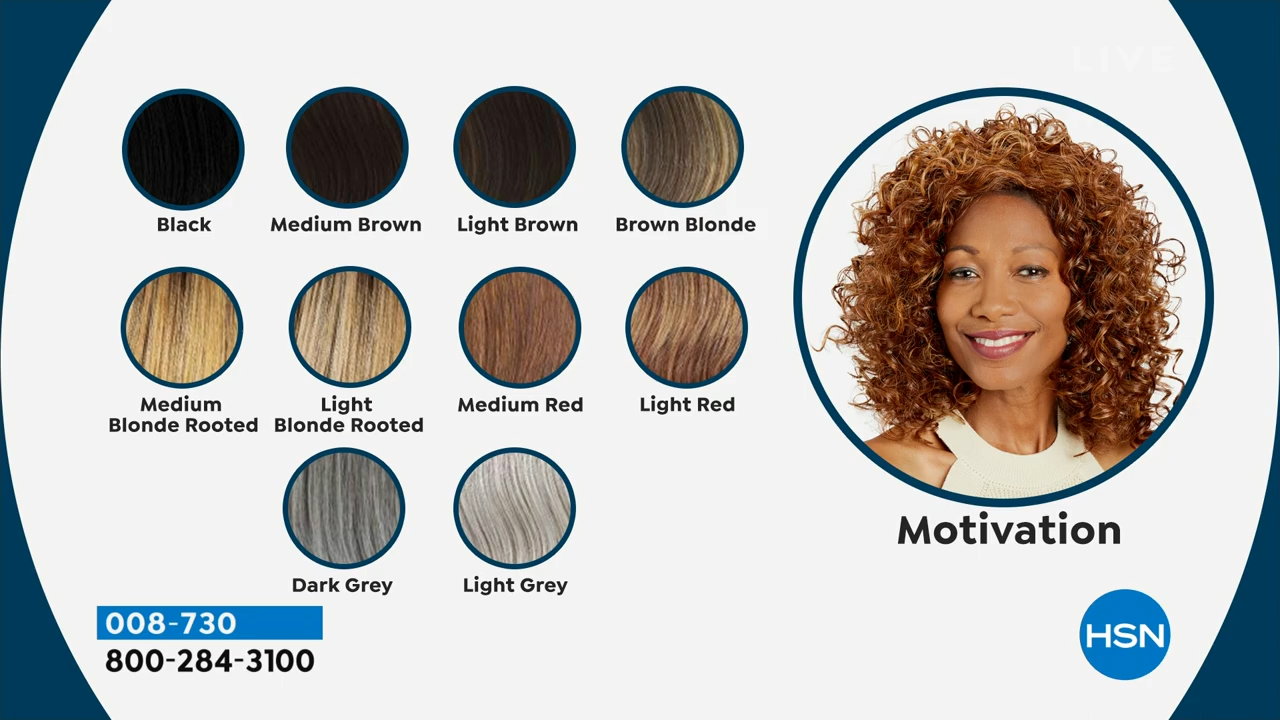 LIVE
Black
Medium Brown
Light Brown
Brown Blonde
Medium
Blonde Rooted
Light
Blonde Rooted
Medium Red
Light Red
Dark Grey
Light Grey
Motivation
008-730
800-284-3100
HSN